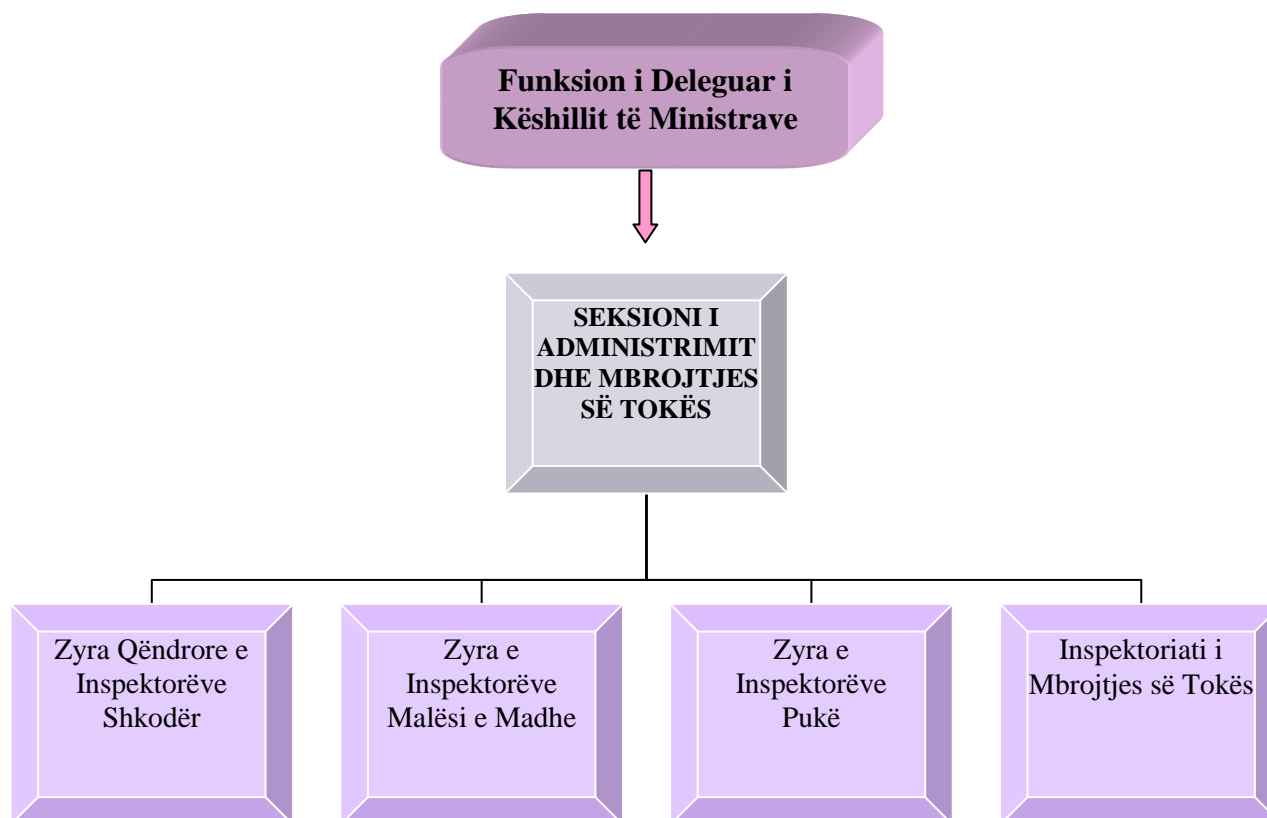 Funksion i Deleguar i
Këshillit të Ministrave
SEKSIONI I
ADMINISTRIMIT
DHE MBROJTJES
SË TOKËS
Zyra Qëndrore e
Inspektorëve
Shkodër
Zyra e
Inspektorëve
Malësi e Madhe
Zyra e
Inspektorëve
Pukë
Inspektoriati i
Mbrojtjes së Tokës